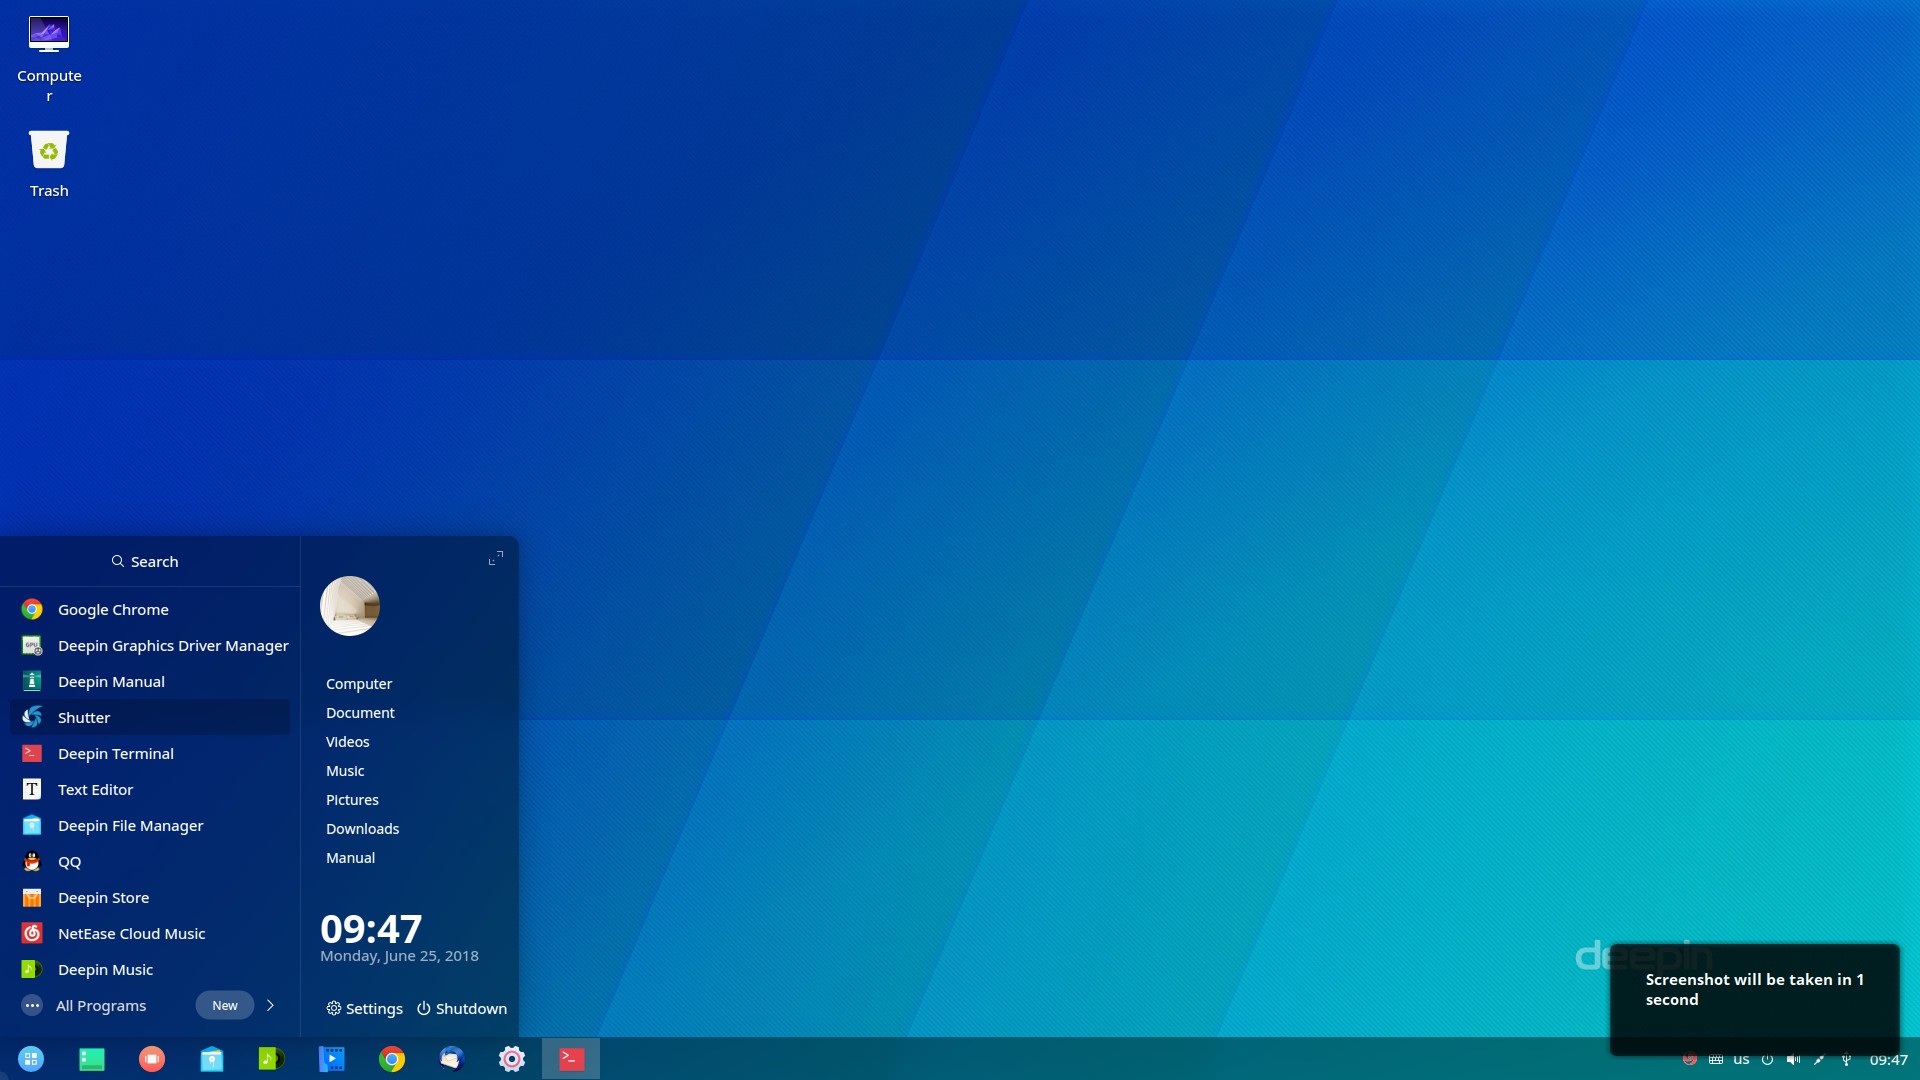 Compute
r
Trash
Search
Google Chrome
Deepin Graphics Driver Manager
Deepin Manual
Shutter
Deepin Terminal
Text Editor
Deepin File Manager
QQ
Deepin Store
NetEase Cloud Music
Deepin Music
All Programs
New
Computer
Document
Videos
Music
Pictures
Downloads
Manual
09:47
Monday, June 25, 2018
Settings
Shutdown
deepin
Screenshot will be taken in 1
second
us
09:47